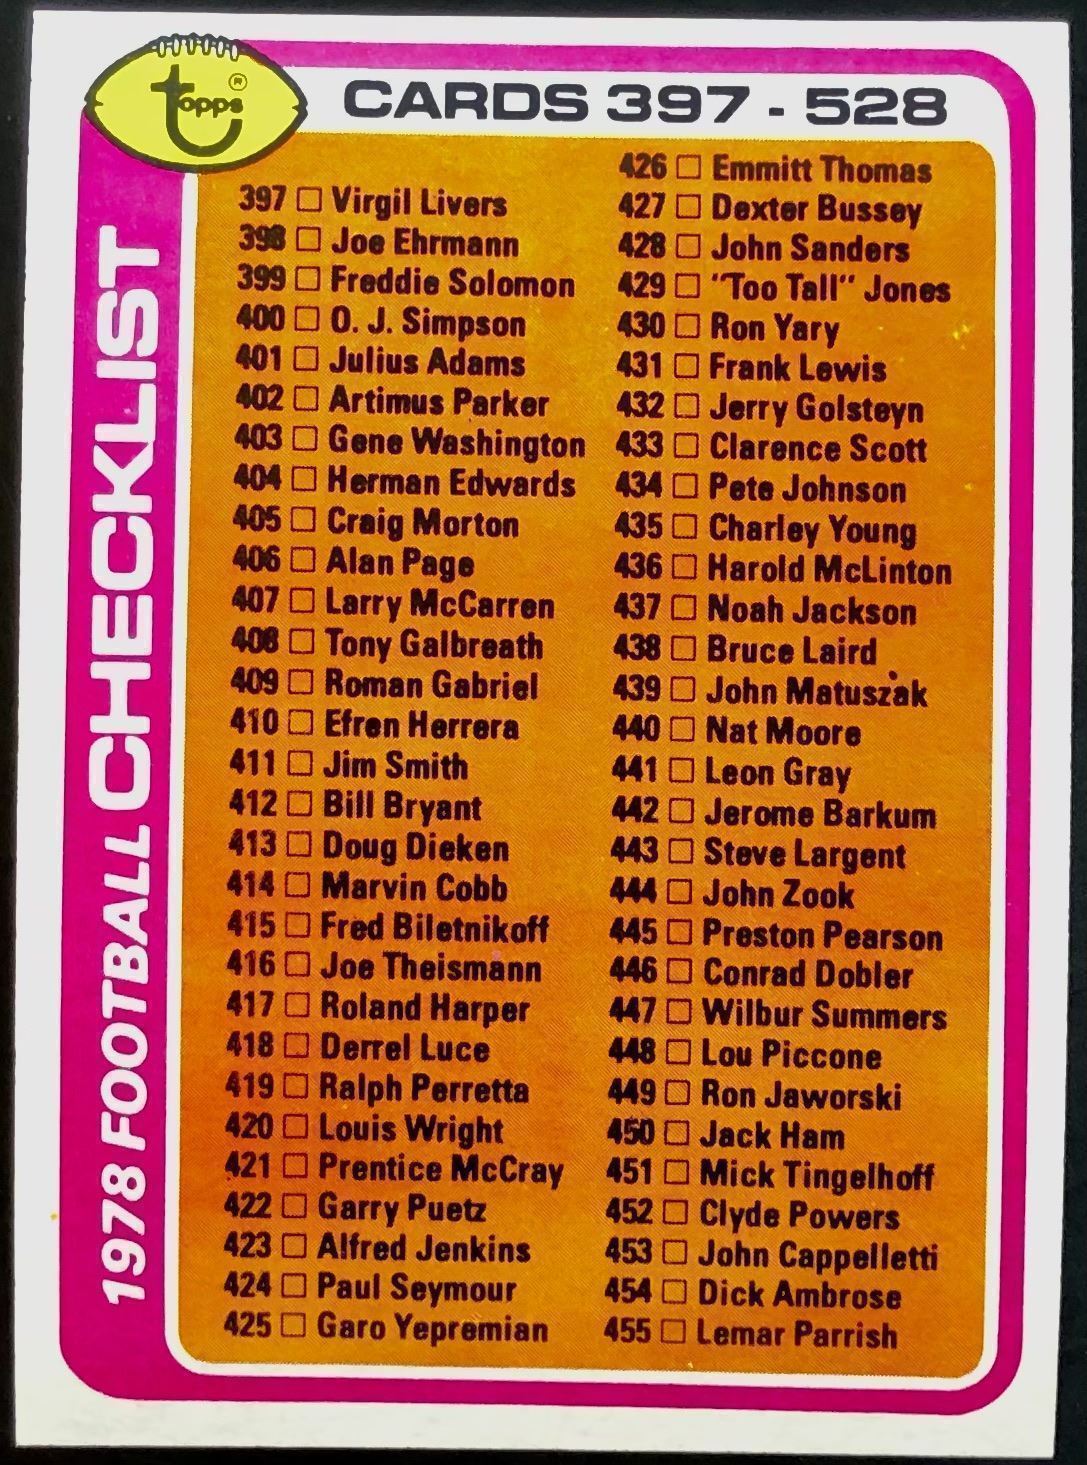 topps®
CARDS 397 - 528
1978 FOOTBALL CHECKLIST
397 □ Virgil Livers
398 □ Joe Ehrmann
399 □ Freddie Solomon
400 □ O. J. Simpson
401 □ Julius Adams
402 □ Artimus Parker
403 □ Gene Washington
404 □ Herman Edwards
405 □ Craig Morton
406 □ Alan Page
407 □ Larry McCarren
408 □ Tony Galbreath
409 □ Roman Gabriel
410 □ Efren Herrera
411 □ Jim Smith
412 □ Bill Bryant
413 □ Doug Dieken
414 □ Marvin Cobb
415 □ Fred Biletnikoff
416 □ Joe Theismann
417 □ Roland Harper
418 □ Derrel Luce
419 □ Ralph Perretta
420 □ Louis Wright
421 □ Prentice McCray
422 □ Garry Puetz
423 □ Alfred Jenkins
424 □ Paul Seymour
425 □ Garo Yepremian
426 □ Emmitt Thomas
427 □ Dexter Bussey
428 □ John Sanders
429 □ "Too Tall" Jones
430 □ Ron Yary
431 □ Frank Lewis
432 □ Jerry Golsteyn
433 □ Clarence Scott
434 □ Pete Johnson
435 □ Charley Young
436 □ Harold McLinton
437 □ Noah Jackson
438 □ Bruce Laird
439 □ John Matuszak
440 □ Nat Moore
441 □ Leon Gray
442 □ Jerome Barkum
443 □ Steve Largent
444 □ John Zook
445 □ Preston Pearson
446 □ Conrad Dobler
447 □ Wilbur Summers
448 □ Lou Piccone
449 □ Ron Jaworski
450 □ Jack Ham
451 □ Mick Tingelhoff
452 □ Clyde Powers
453 □ John Cappelletti
454 □ Dick Ambrose
455 □ Lemar Parrish